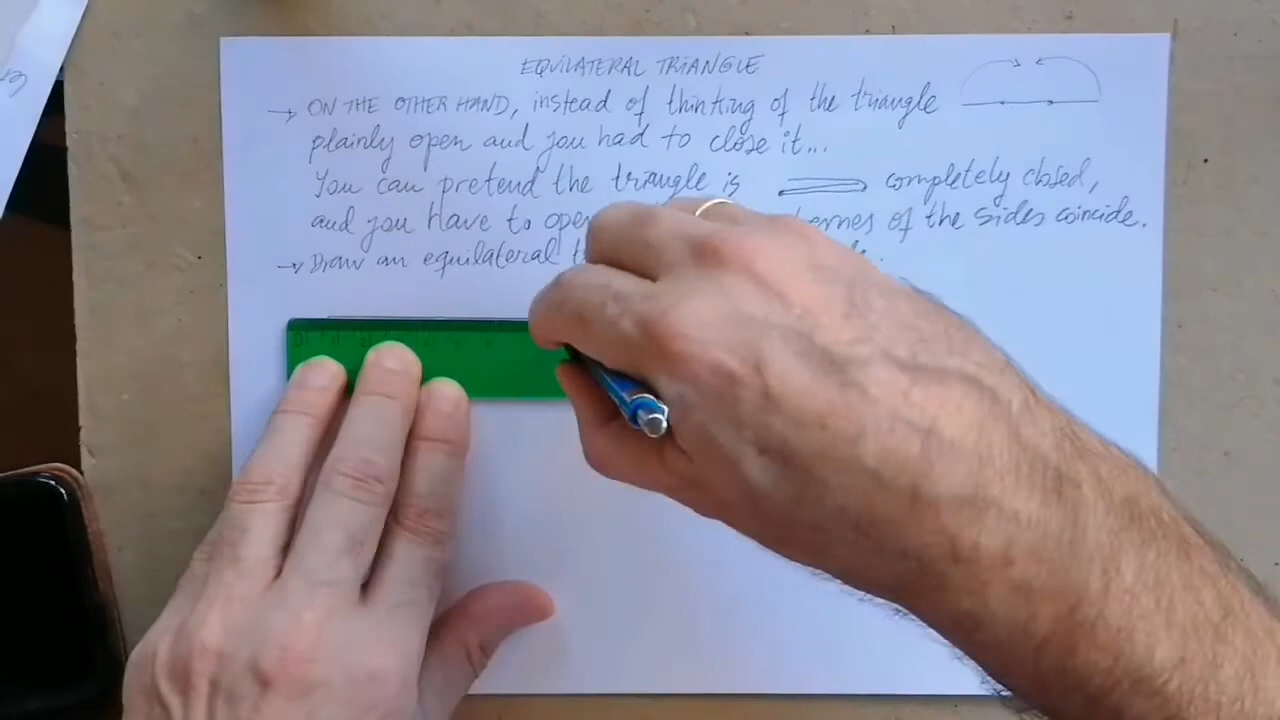 EQUILATERAL TRIANGLE
→ ON THE OTHER HAND, instead of thinking of the triangle
plainly open and you had to close it...
You can pretend the triangle is completely closed,
and you have to open of the sides coincide.
→ Draw an equilateral